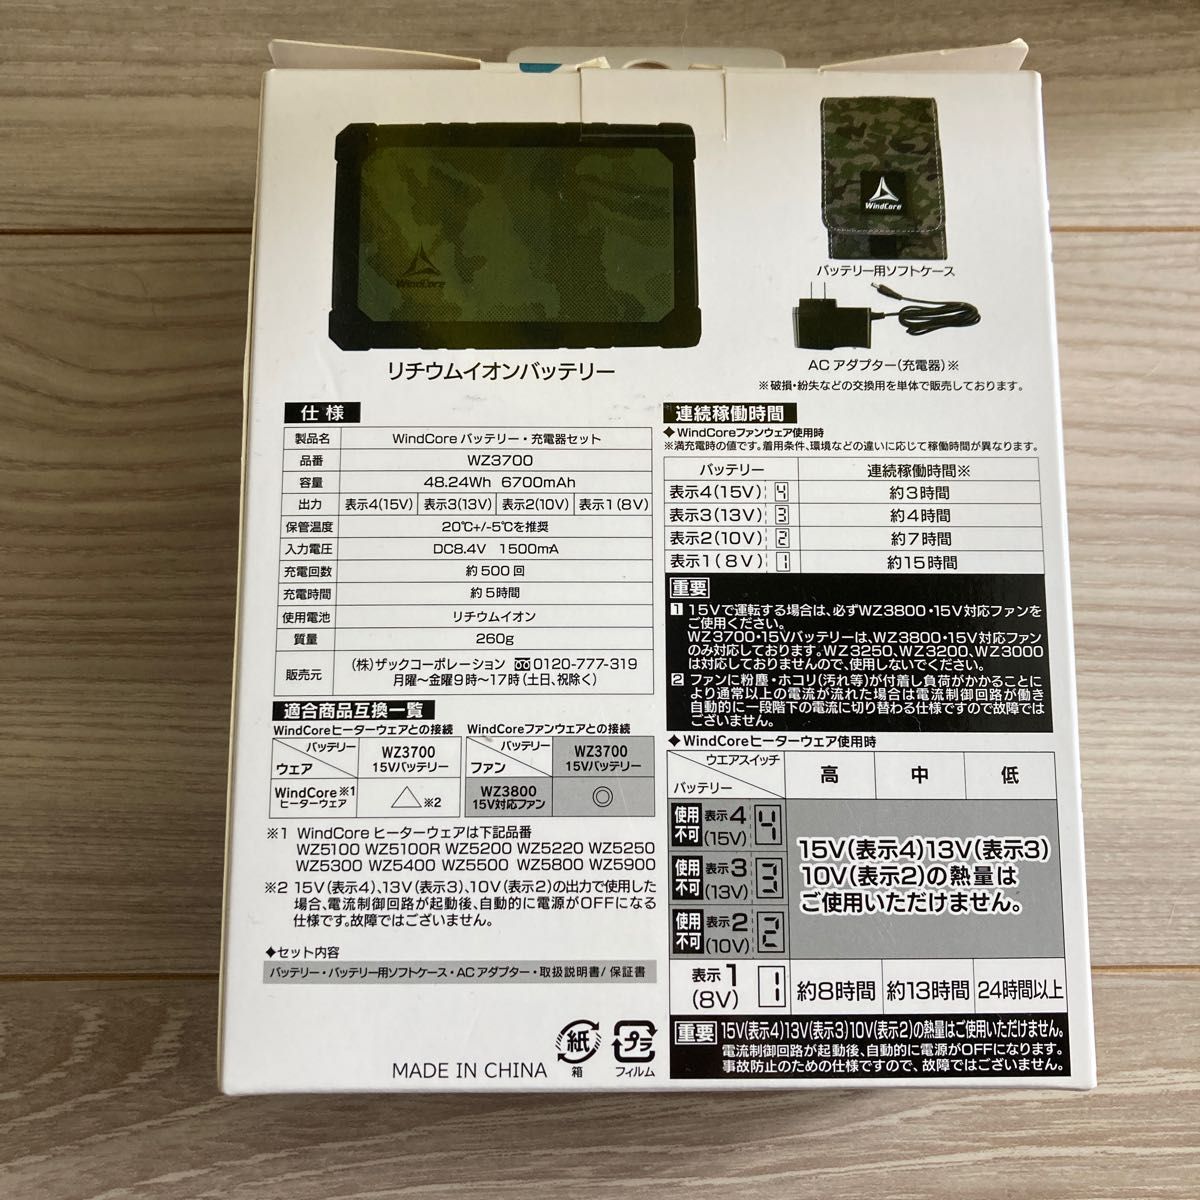 WindCore
WindCore
バッテリー用ソフトケース
リチウムイオンバッテリー
ACアダプター(充電器)※
※破損・紛失などの交換用を単体で販売しております。
仕様
製品名 WindCoreバッテリー・充電器セット
品番 WZ3700
容量 48.24Wh 6700mAh
出力 表示4(15V) 表示3(13V) 表示2(10V) 表示1(8V)
保管温度 20℃+/-5℃を推奨
入力電圧 DC8.4V 1500mA
充電回数 約500回
充電時間 約5時間
使用電池 リチウムイオン
質量 260g
販売元 (株)ザックコーポレーション 0120-777-319
月曜〜金曜9時〜17時(土日、祝除く)
適合商品互換一覧
WindCoreヒーターウェアとの接続
バッテリー
ウェア
WZ3700
15Vバッテリー
WindCore※1
ヒーターウェア
△※2
WindCoreファンウェアとの接続
バッテリー
ファン
WZ3700
15Vバッテリー
WZ3800
15V対応ファン
◎
※1 WindCoreヒーターウェアは下記品番
WZ5100 WZ5100R WZ5200 WZ5220 WZ5250
WZ5300 WZ5400 WZ5500 WZ5800 WZ5900
※2 15V(表示4)、13V(表示3)、10V(表示2)の出力で使用した
場合、電流制御回路が起動後、自動的に電源がOFFになる
仕様です。故障ではございません。
◆セット内容
バッテリー・バッテリー用ソフトケース・ACアダプター・取扱説明書/保証書
MADE IN CHINA
紙
箱
プラ
フィルム
連続稼働時間
◆WindCoreファンウェア使用時
※満充電時の値です。着用条件、環境などの違いに応じて稼働時間が異なります。
バッテリー 連続稼働時間※
表示4(15V) 4 約3時間
表示3(13V) 3 約4時間
表示2(10V) 2 約7時間
表示1(8V) 1 約15時間
重要
1 15Vで運転する場合は、必ずWZ3800・15V対応ファンを
ご使用ください。
WZ3700・15Vバッテリーは、WZ3800・15V対応ファン
のみ対応しております。WZ3250、WZ3200、WZ3000
は対応しておりませんので、使用しないでください。
2 ファンに粉塵・ホコリ(汚れ等)が付着し負荷がかかることに
より通常以上の電流が流れた場合は電流制御回路が働き
自動的に一段階下の電流に切り替わる仕様ですので故障では
ございません。
◆WindCoreヒーターウェア使用時
ウエアスイッチ
バッテリー
高 中 低
使用不可 表示4(15V) 4
使用不可 表示3(13V) 3
使用不可 表示2(10V) 2
15V(表示4)13V(表示3)
10V(表示2)の熱量は
ご使用いただけません。
表示1(8V) 1 約8時間 約13時間 24時間以上
重要 15V(表示4)13V(表示3)10V(表示2)の熱量はご使用いただけません。
電流制御回路が起動後、自動的に電源がOFFになります。
事故防止のための仕様ですので、故障ではございません。